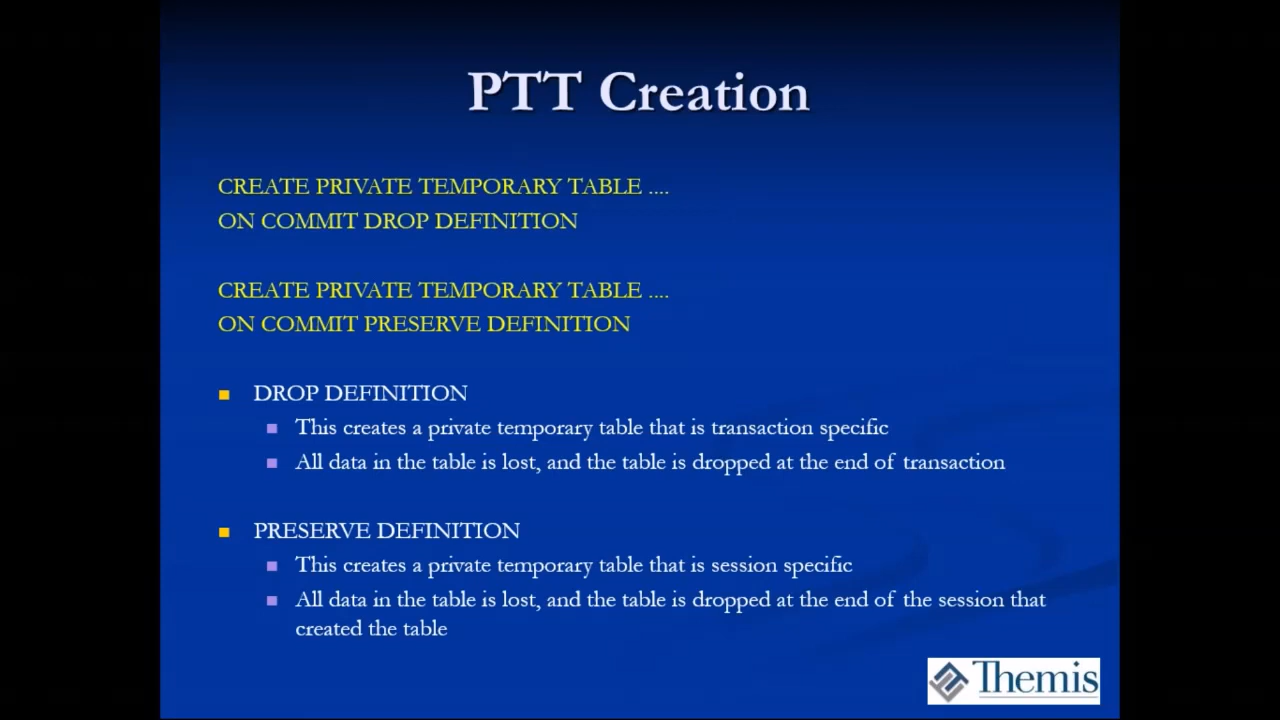 PTT Creation
CREATE PRIVATE TEMPORARY TABLE ....
ON COMMIT DROP DEFINITION
CREATE PRIVATE TEMPORARY TABLE ....
ON COMMIT PRESERVE DEFINITION
DROP DEFINITION
This creates a private temporary table that is transaction specific
All data in the table is lost, and the table is dropped at the end of transaction
PRESERVE DEFINITION
This creates a private temporary table that is session specific
All data in the table is lost, and the table is dropped at the end of the session that
created the table
Themis